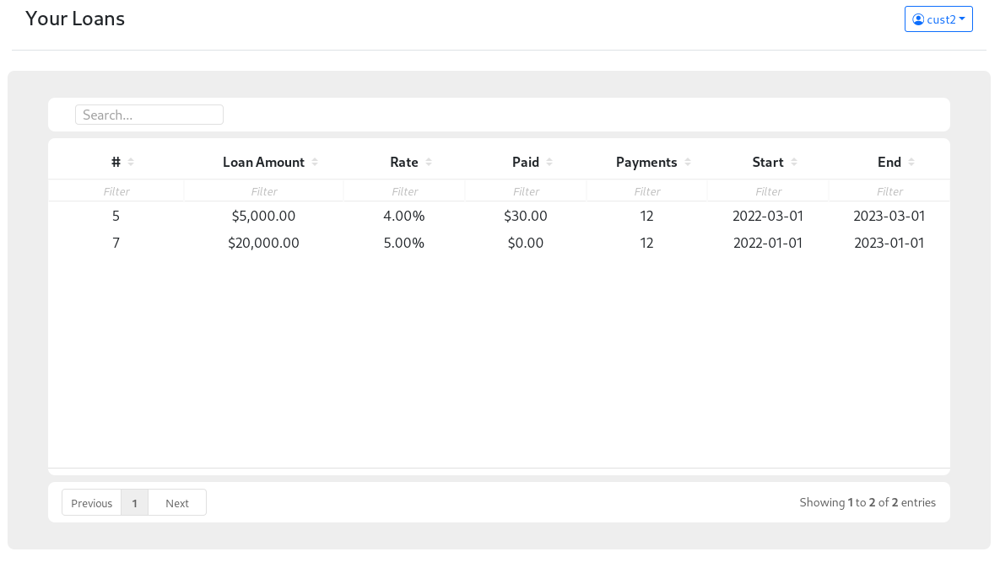 Your Loans
cust2
Search...
# Loan Amount Rate Paid Payments Start End
Filter Filter Filter Filter Filter Filter Filter
5 $5,000.00 4.00% $30.00 12 2022-03-01 2023-03-01
7 $20,000.00 5.00% $0.00 12 2022-01-01 2023-01-01
Previous 1 Next Showing 1 to 2 of 2 entries